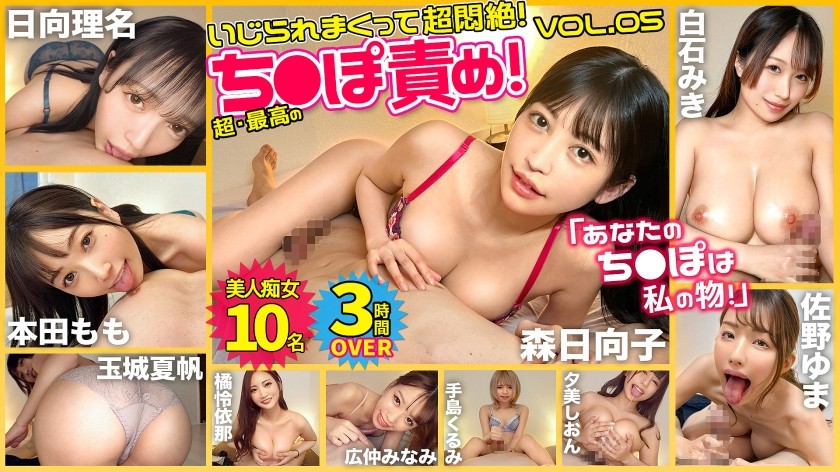 日向理名
いじられまくって超悶絶!
VOL.05
超・最高の
ち●ぽ責め!
白石みき
「あなたの
ち●ぽは
私の物!」
本田もも
美人痴女
10名
3時間
OVER
森日向子
佐野ゆま
玉城夏帆
橘怜依那
広仲みなみ
手島くるみ
夕美しおん